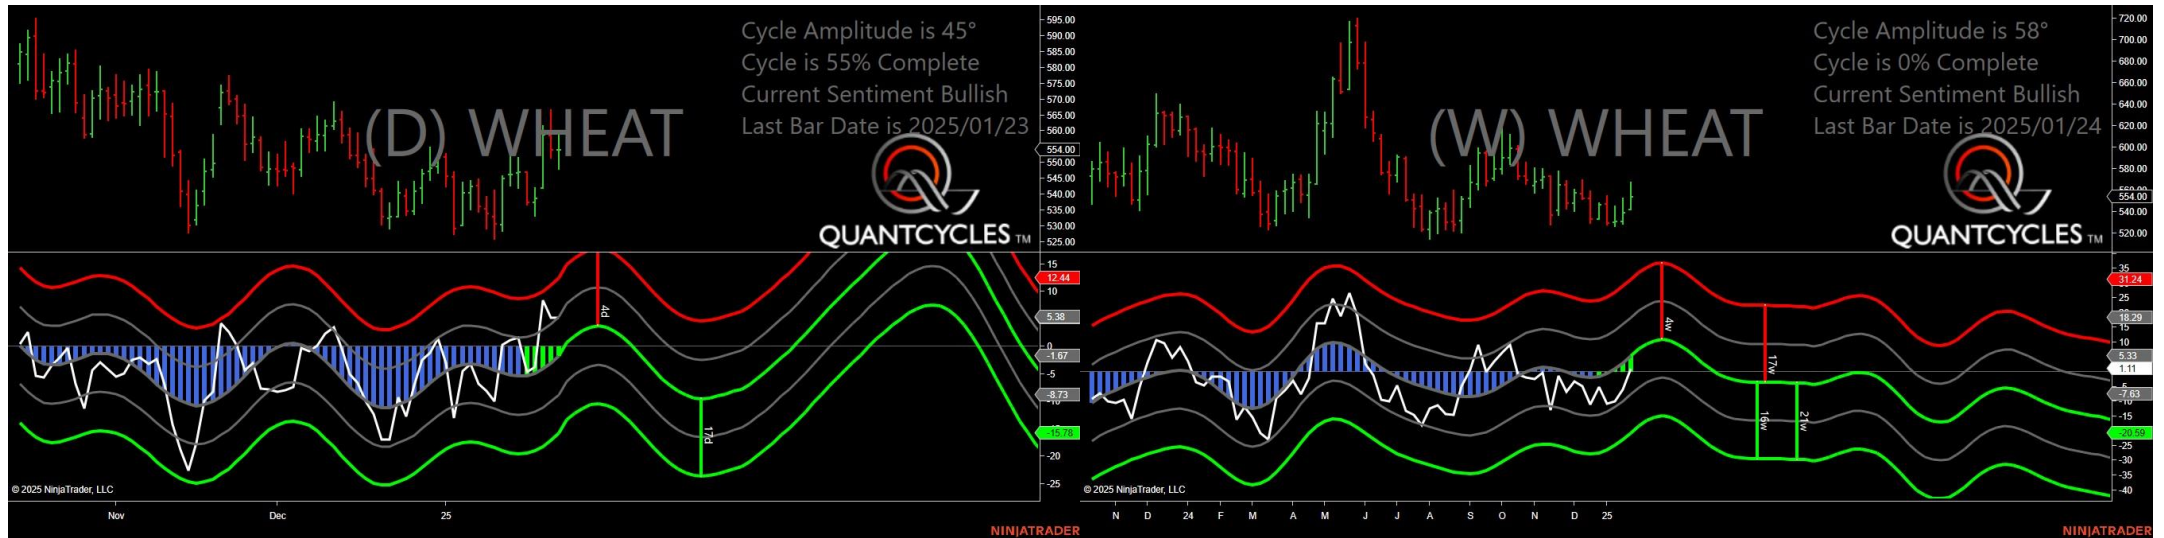 Cycle Amplitude is 45°
Cycle is 55% Complete
Current Sentiment Bullish
Last Bar Date is 2025/01/23
(D) WHEAT
QUANTCYCLES TM
595.00
590.00
585.00
580.00
575.00
570.00
565.00
560.00
554.00
550.00
545.00
540.00
535.00
530.00
525.00
15
12.44
10
5.38
0
-1.67
-5
-8.73
-15.78
-20
-25
4d
17d
© 2025 NinjaTrader, LLC
Nov
Dec
25
NINJATRADER
Cycle Amplitude is 58°
Cycle is 0% Complete
Current Sentiment Bullish
Last Bar Date is 2025/01/24
(W) WHEAT
QUANTCYCLES TM
720.00
700.00
680.00
660.00
640.00
620.00
600.00
580.00
554.00
540.00
520.00
35
31.24
25
18.29
15
10
5.33
1.11
-7.63
-15
-20.59
-25
-30
-35
-40
4w
17w
16w
21w
© 2025 NinjaTrader, LLC
N
D
24
F
M
A
M
J
J
A
S
O
N
D
25
NINJATRADER